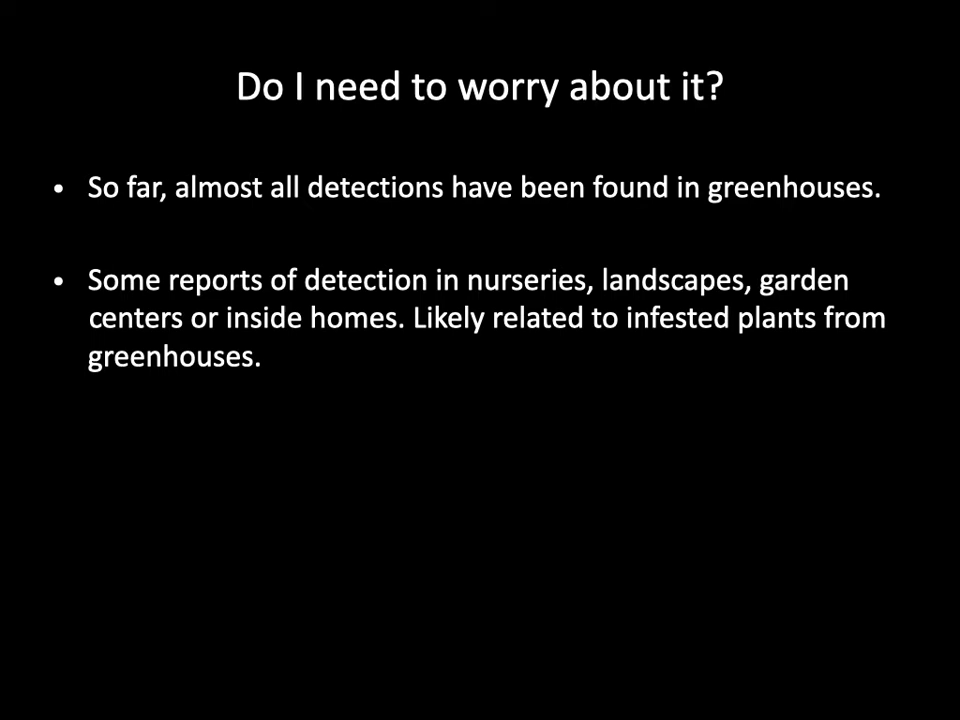 Do I need to worry about it?
• So far, almost all detections have been found in greenhouses.
• Some reports of detection in nurseries, landscapes, garden
centers or inside homes. Likely related to infested plants from
greenhouses.